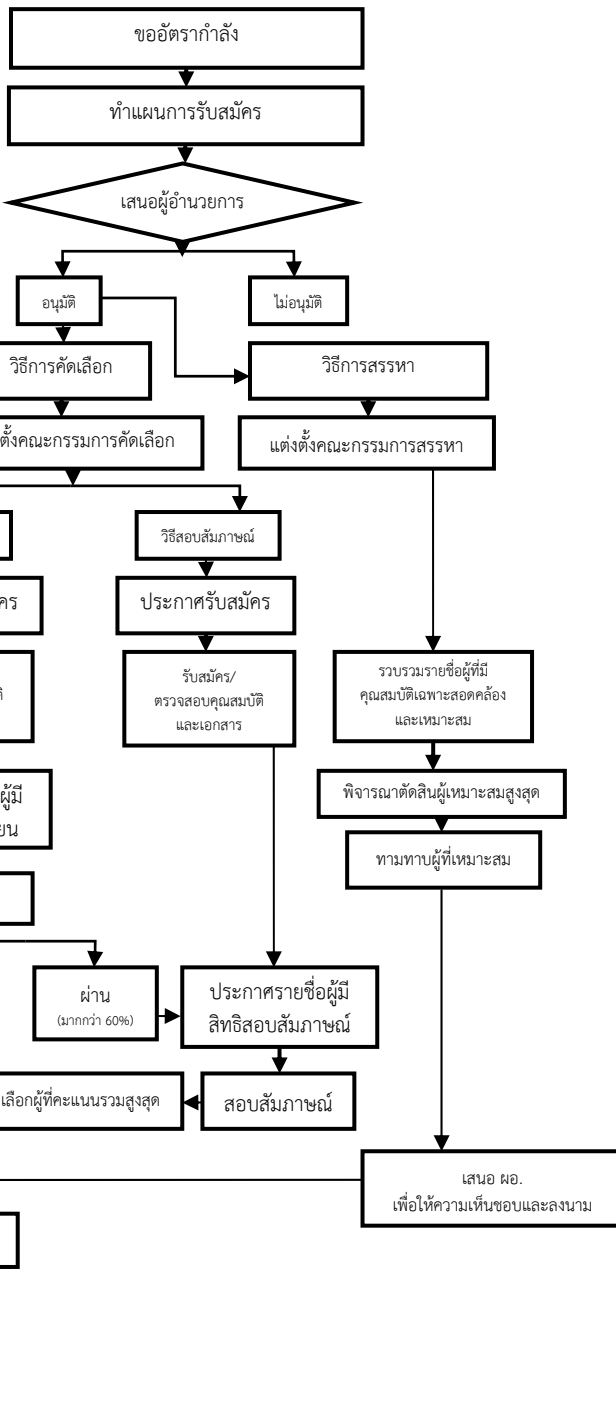 ขออัตรากำลัง
ทำแผนการรับสมัคร
เสนอผู้อำนวยการ
อนุมัติ
ไม่อนุมัติ
วิธีการคัดเลือก
วิธีการสรรหา
ตั้งคณะกรรมการคัดเลือก
แต่งตั้งคณะกรรมการสรรหา
วิธีสอบสัมภาษณ์
คร
ประกาศรับสมัคร
รับสมัคร/
ตรวจสอบคุณสมบัติ
และเอกสาร
รวบรวมรายชื่อผู้ที่มี
คุณสมบัติเฉพาะสอดคล้อง
และเหมาะสม
ผู้มี
ยน
พิจารณาตัดสินผู้เหมาะสมสูงสุด
ทามทาบผู้ที่เหมาะสม
ผ่าน
(มากกว่า 60%)
ประกาศรายชื่อผู้มี
สิทธิสอบสัมภาษณ์
เลือกผู้ที่คะแนนรวมสูงสุด
สอบสัมภาษณ์
เสนอ ผอ.
เพื่อให้ความเห็นชอบและลงนาม